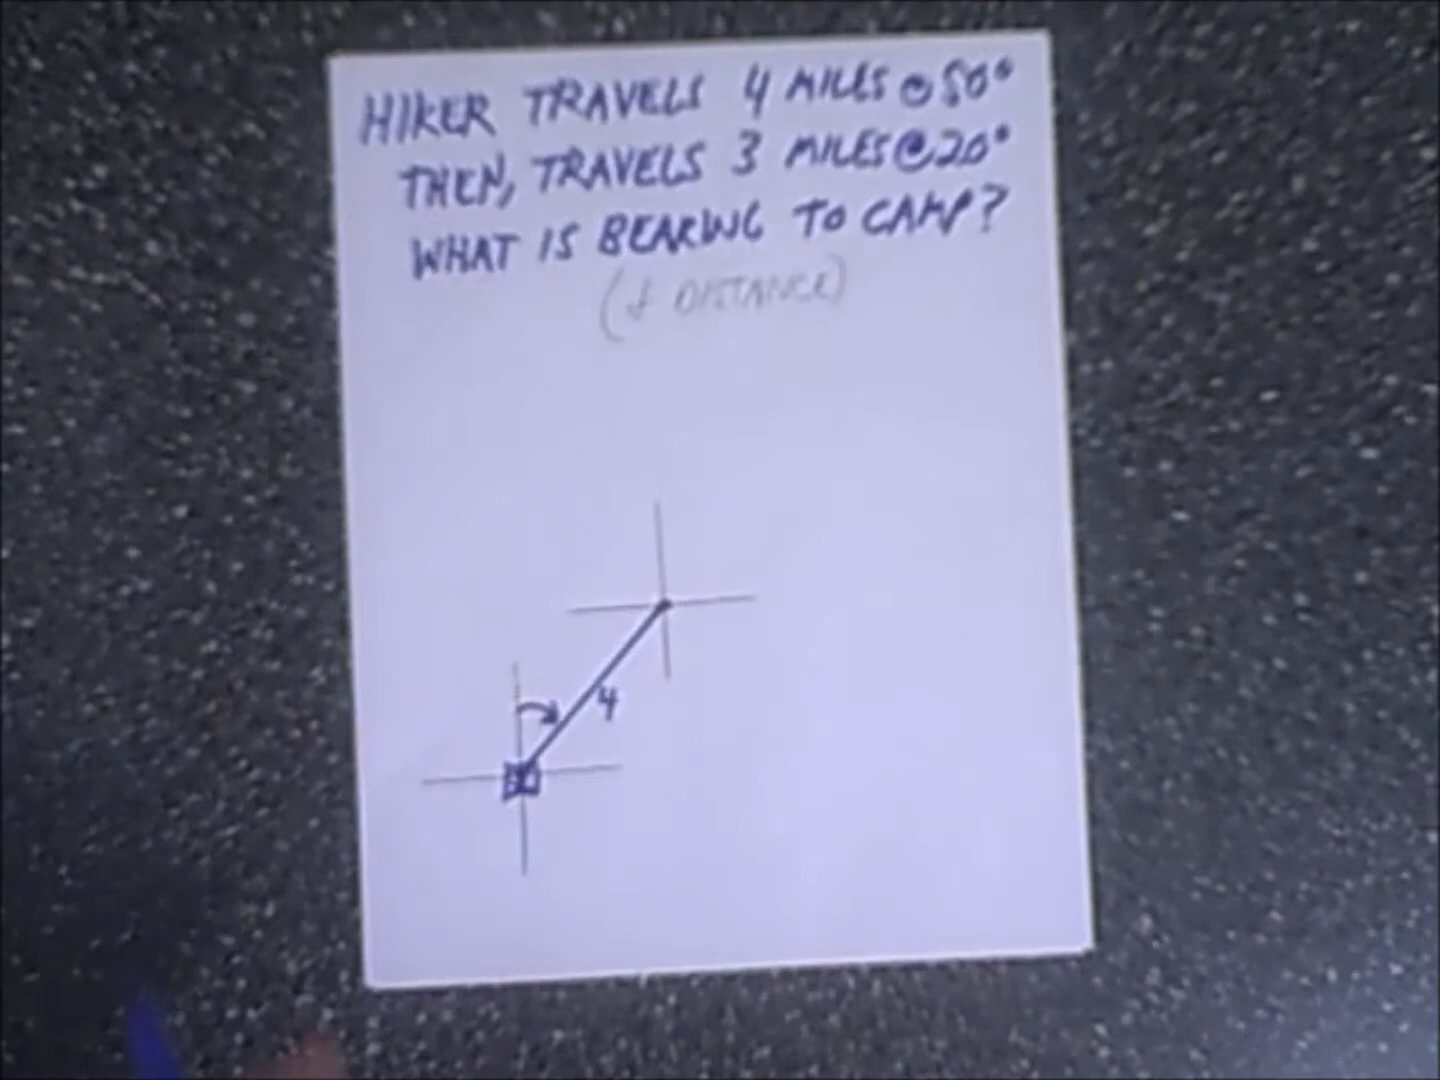 HIKER TRAVELS 4 MILES @ 50°
THEN, TRAVELS 3 MILES @ 20°
WHAT IS BEARING TO CAMP?
(& DISTANCE)
4